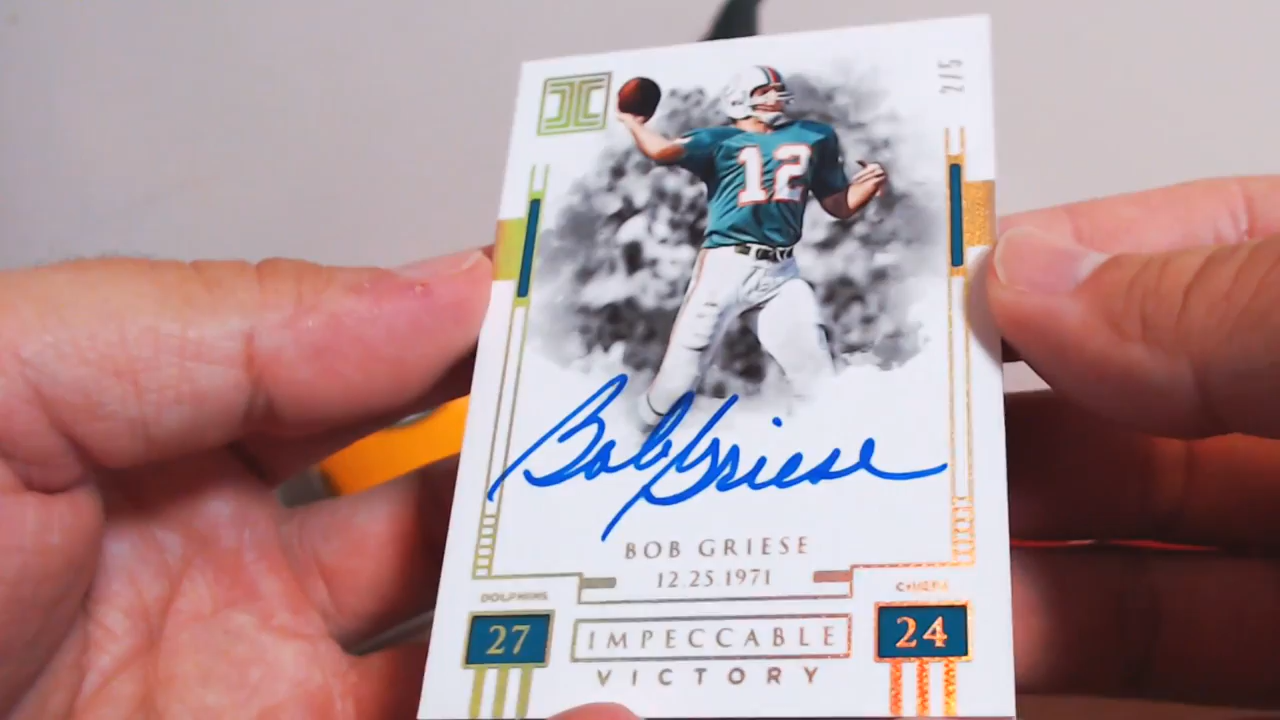 2/5
12
Bob Griese
BOB GRIESE
12.25 1971
DOLPHINS
CHIEFS
27
IMPECCABLE
24
VICTORY